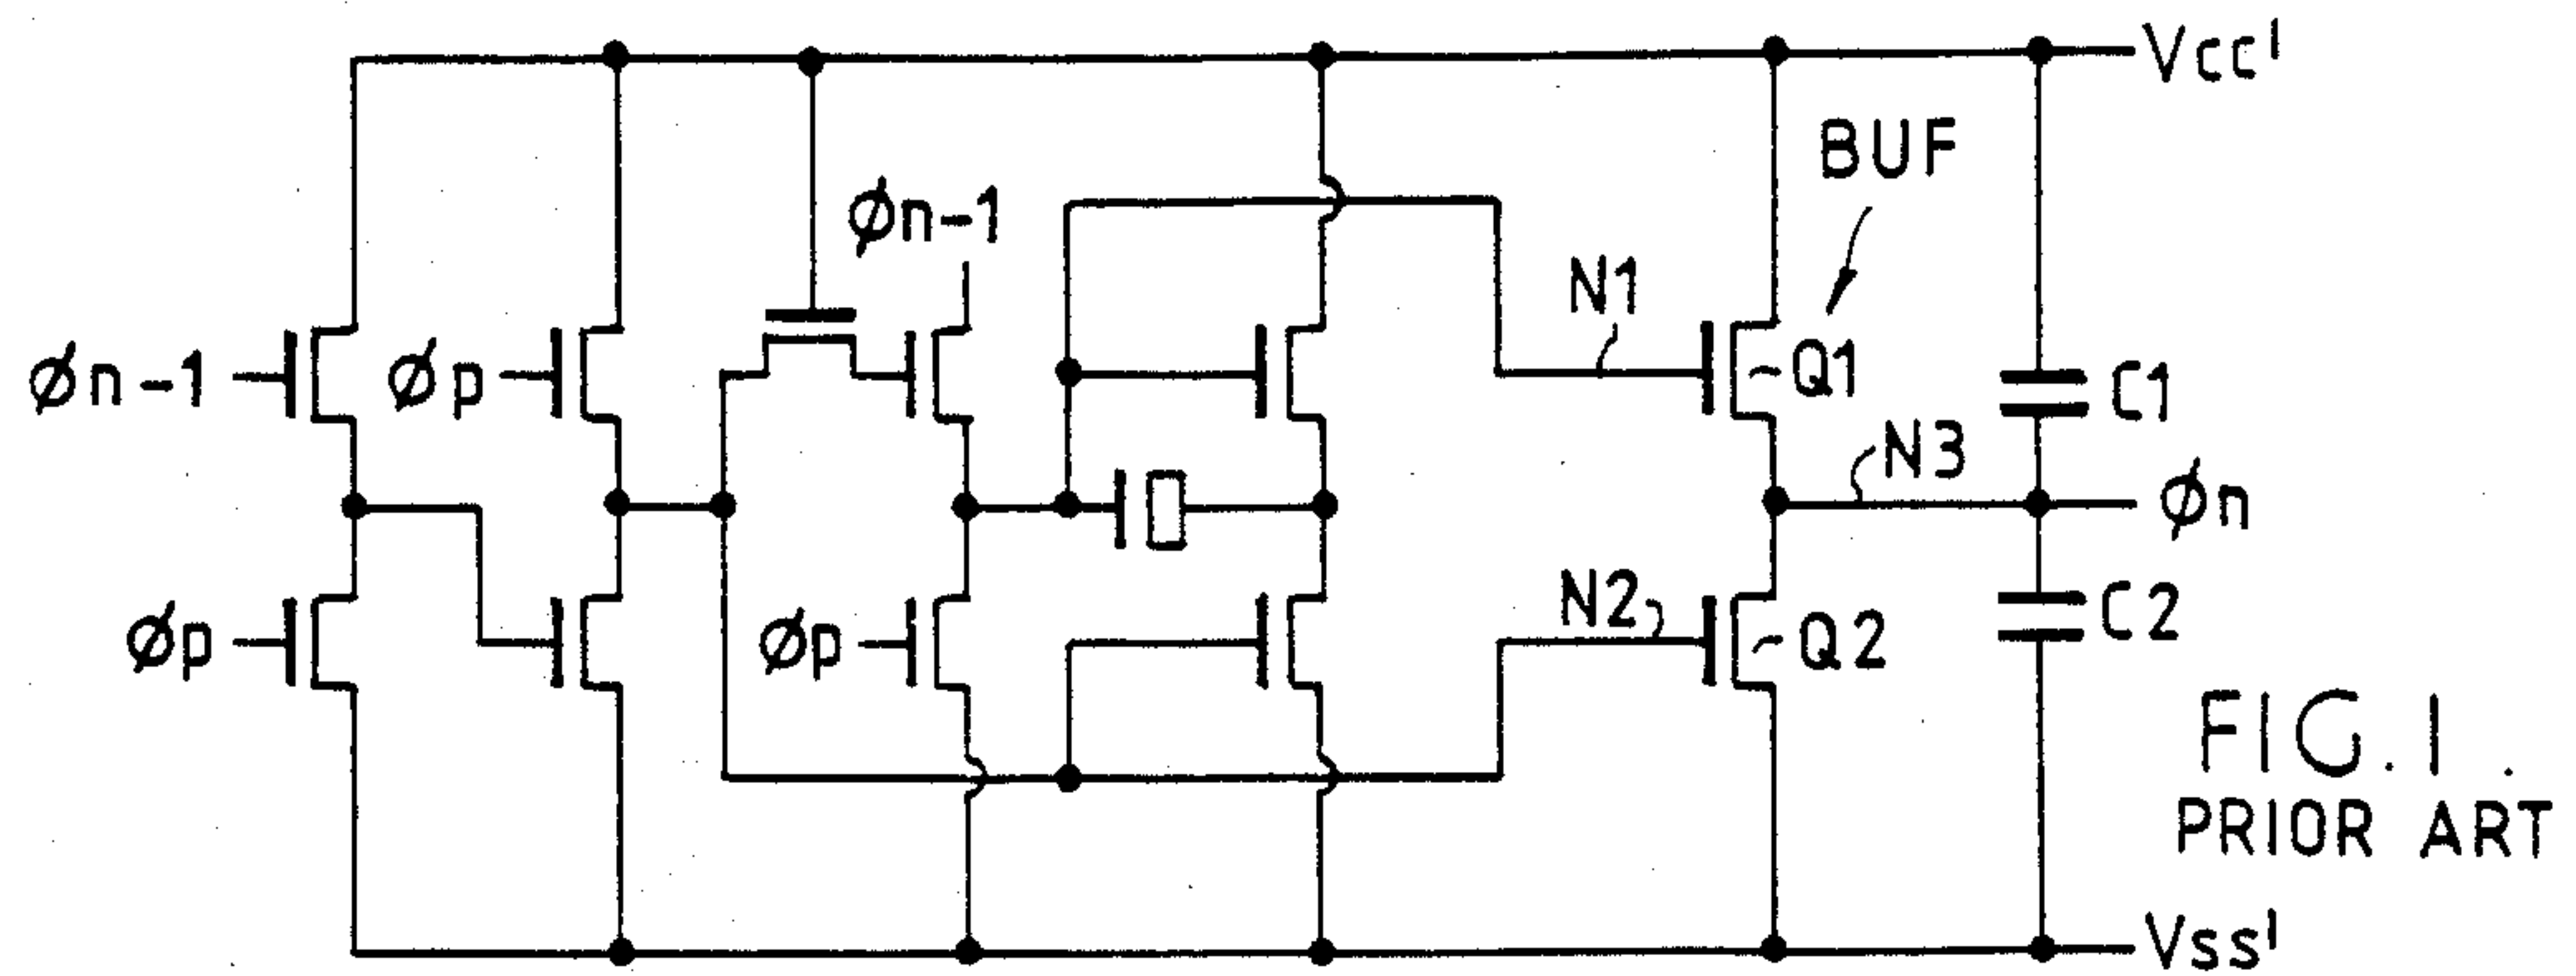 Vcc'
BUF
øn-1
N1
øn-1
øp
Q1
C1
N3
øn
N2
C2
øp
øp
Q2
FIG. 1.
PRIOR ART
Vss'